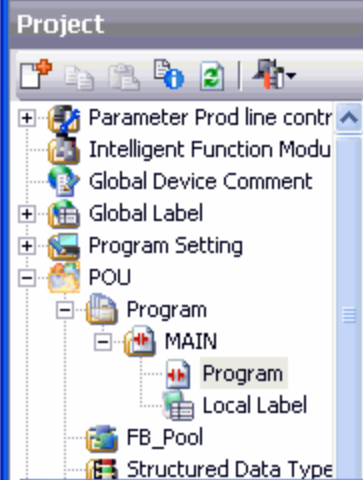 Project
Parameter Prod line contr
Intelligent Function Modu
Global Device Comment
Global Label
Program Setting
POU
Program
MAIN
Program
Local Label
FB_Pool
Structured Data Type